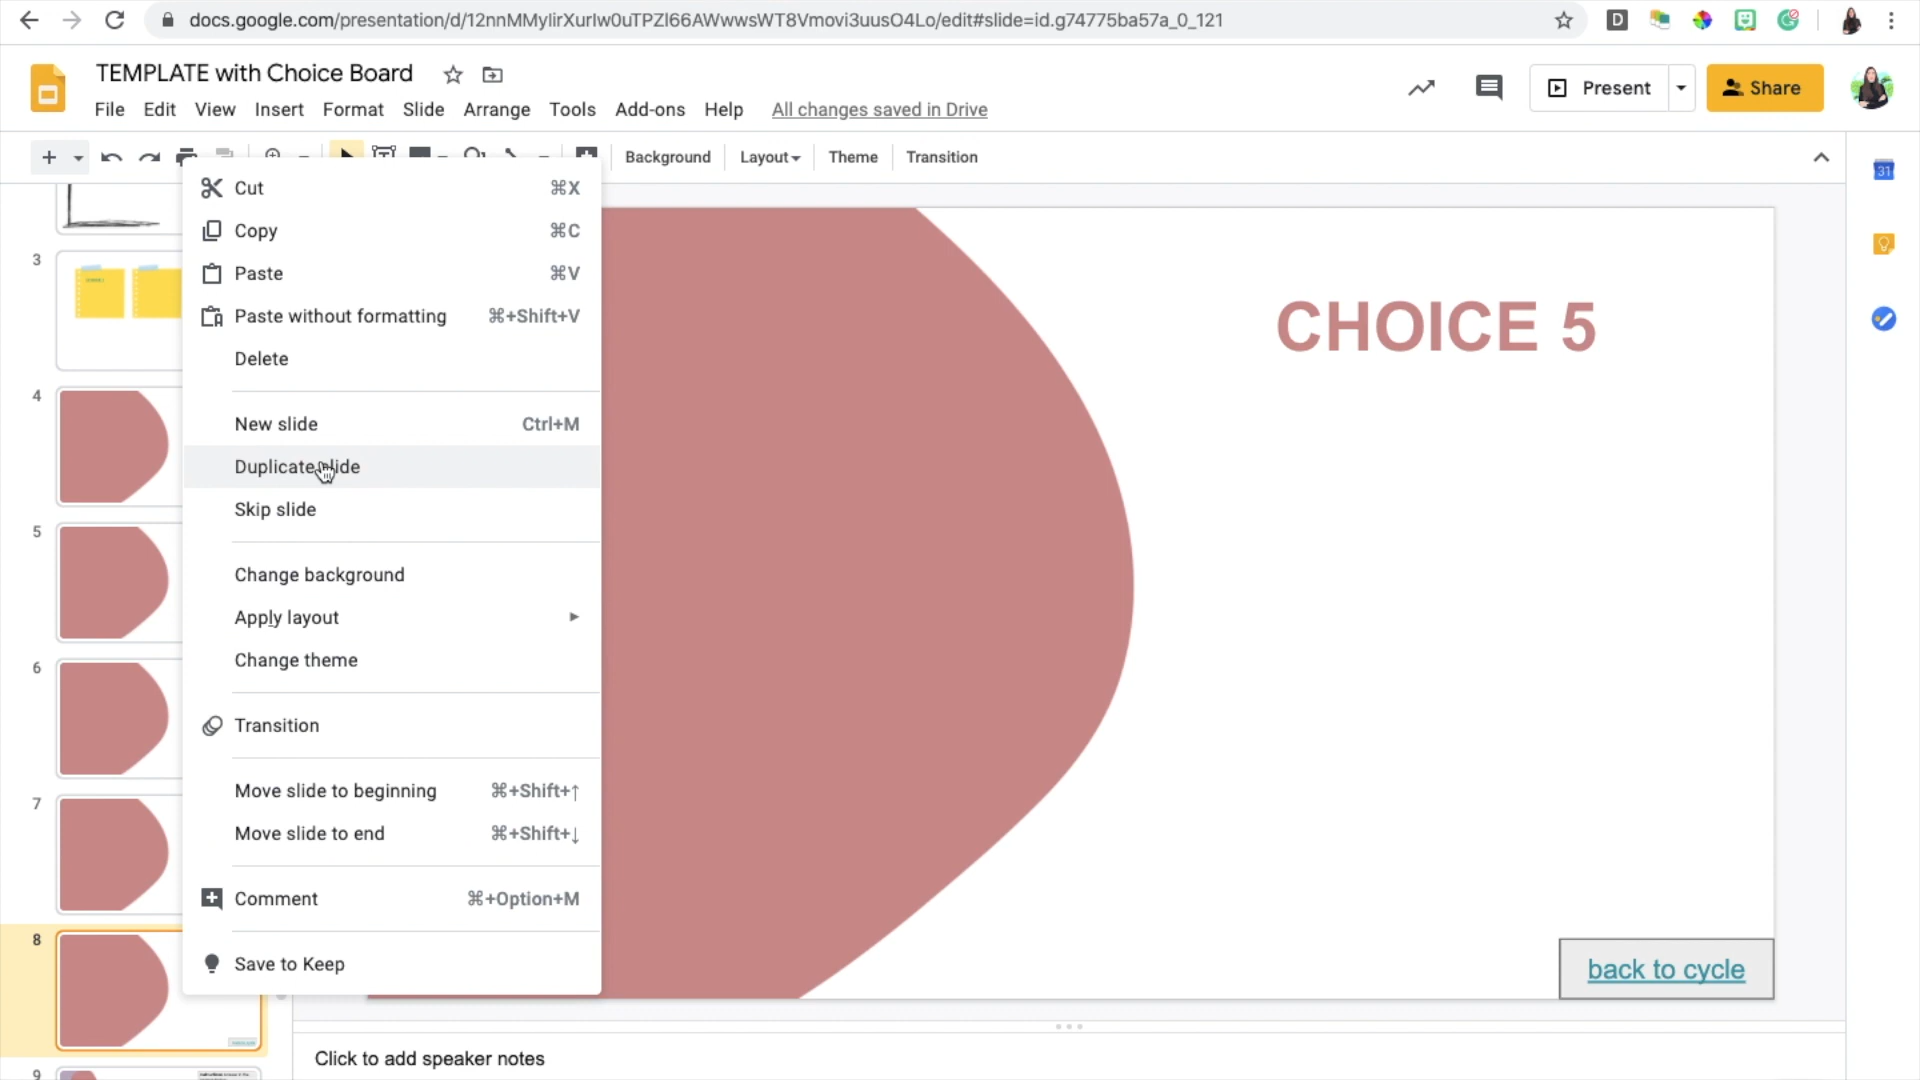 docs.google.com/presentation/d/12nnMMylirXurIw0uTPZl66AWwwsWT8Vmovi3uusO4Lo/edit#slide=id.g74775ba57a_0_121
D
TEMPLATE with Choice Board
File Edit View Insert Format Slide Arrange Tools Add-ons Help All changes saved in Drive
Present
Share
Background Layout Theme Transition
31
Cut ⌘X
Copy ⌘C
Paste ⌘V
Paste without formatting ⌘+Shift+V
Delete
New slide Ctrl+M
Duplicate slide
Skip slide
Change background
Apply layout
Change theme
Transition
Move slide to beginning ⌘+Shift+↑
Move slide to end ⌘+Shift+↓
Comment ⌘+Option+M
Save to Keep
3
4
5
6
7
8
9
CHOICE 5
back to cycle
Click to add speaker notes